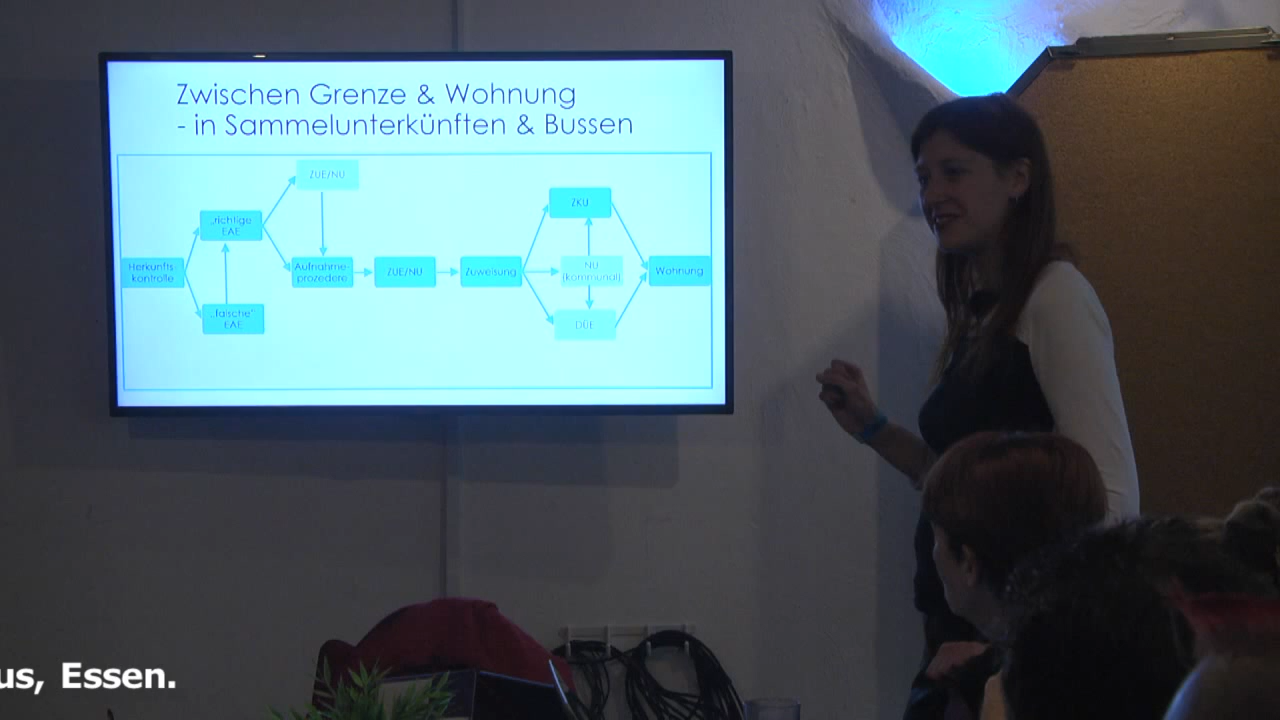 Zwischen Grenze & Wohnung
- in Sammelunterkünften & Bussen
ZUE/NU
ZKU
„richtige
EAE
Herkunfts-
kontrolle
Aufnahme-
prozedere
ZUE/NU
Zuweisung
NU
(kommunal)
Wohnung
„falsche“
EAE
DÜE
us, Essen.